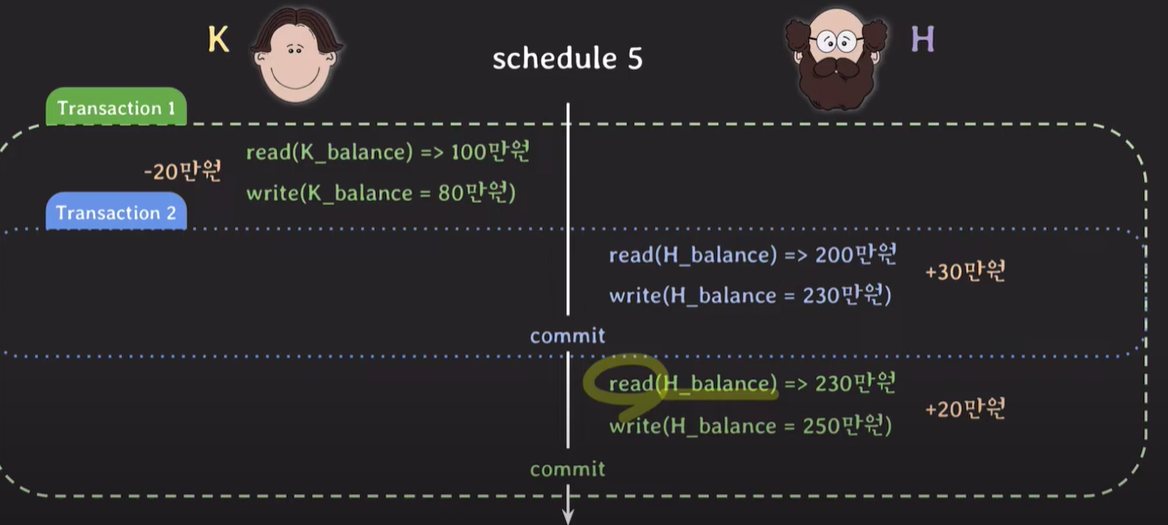 K
H
schedule 5
Transaction 1
read(K_balance) => 100만원
-20만원
write(K_balance = 80만원)
Transaction 2
read(H_balance) => 200만원
+30만원
write(H_balance = 230만원)
commit
read(H_balance) => 230만원
+20만원
write(H_balance = 250만원)
commit